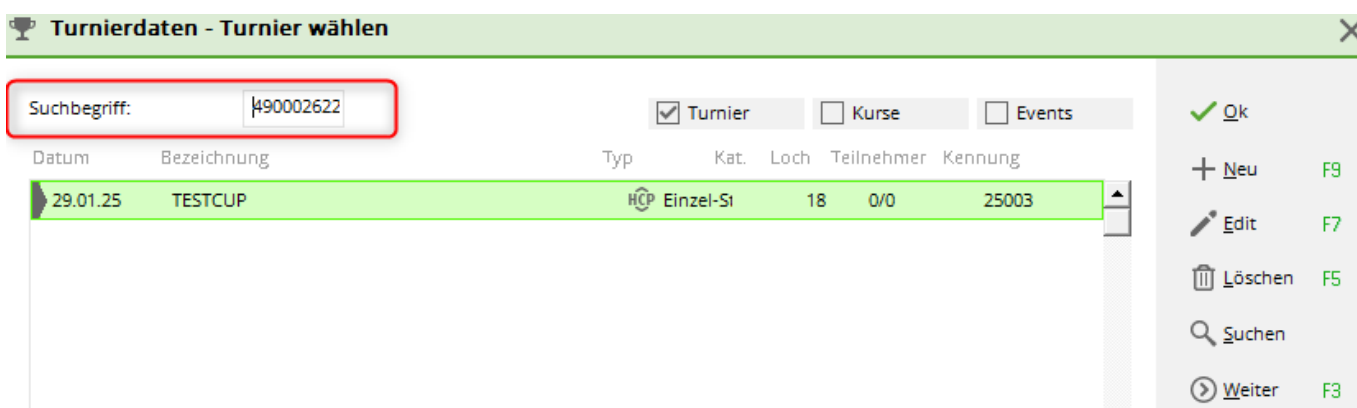 Turnierdaten - Turnier wählen
Suchbegriff: 490002622 Turnier Kurse Events
Datum Bezeichnung Typ Kat. Loch Teilnehmer Kennung
29.01.25 TESTCUP HCP Einzel-St 18 0/0 25003
Ok
Neu F9
Edit F7
Löschen F5
Suchen
Weiter F3